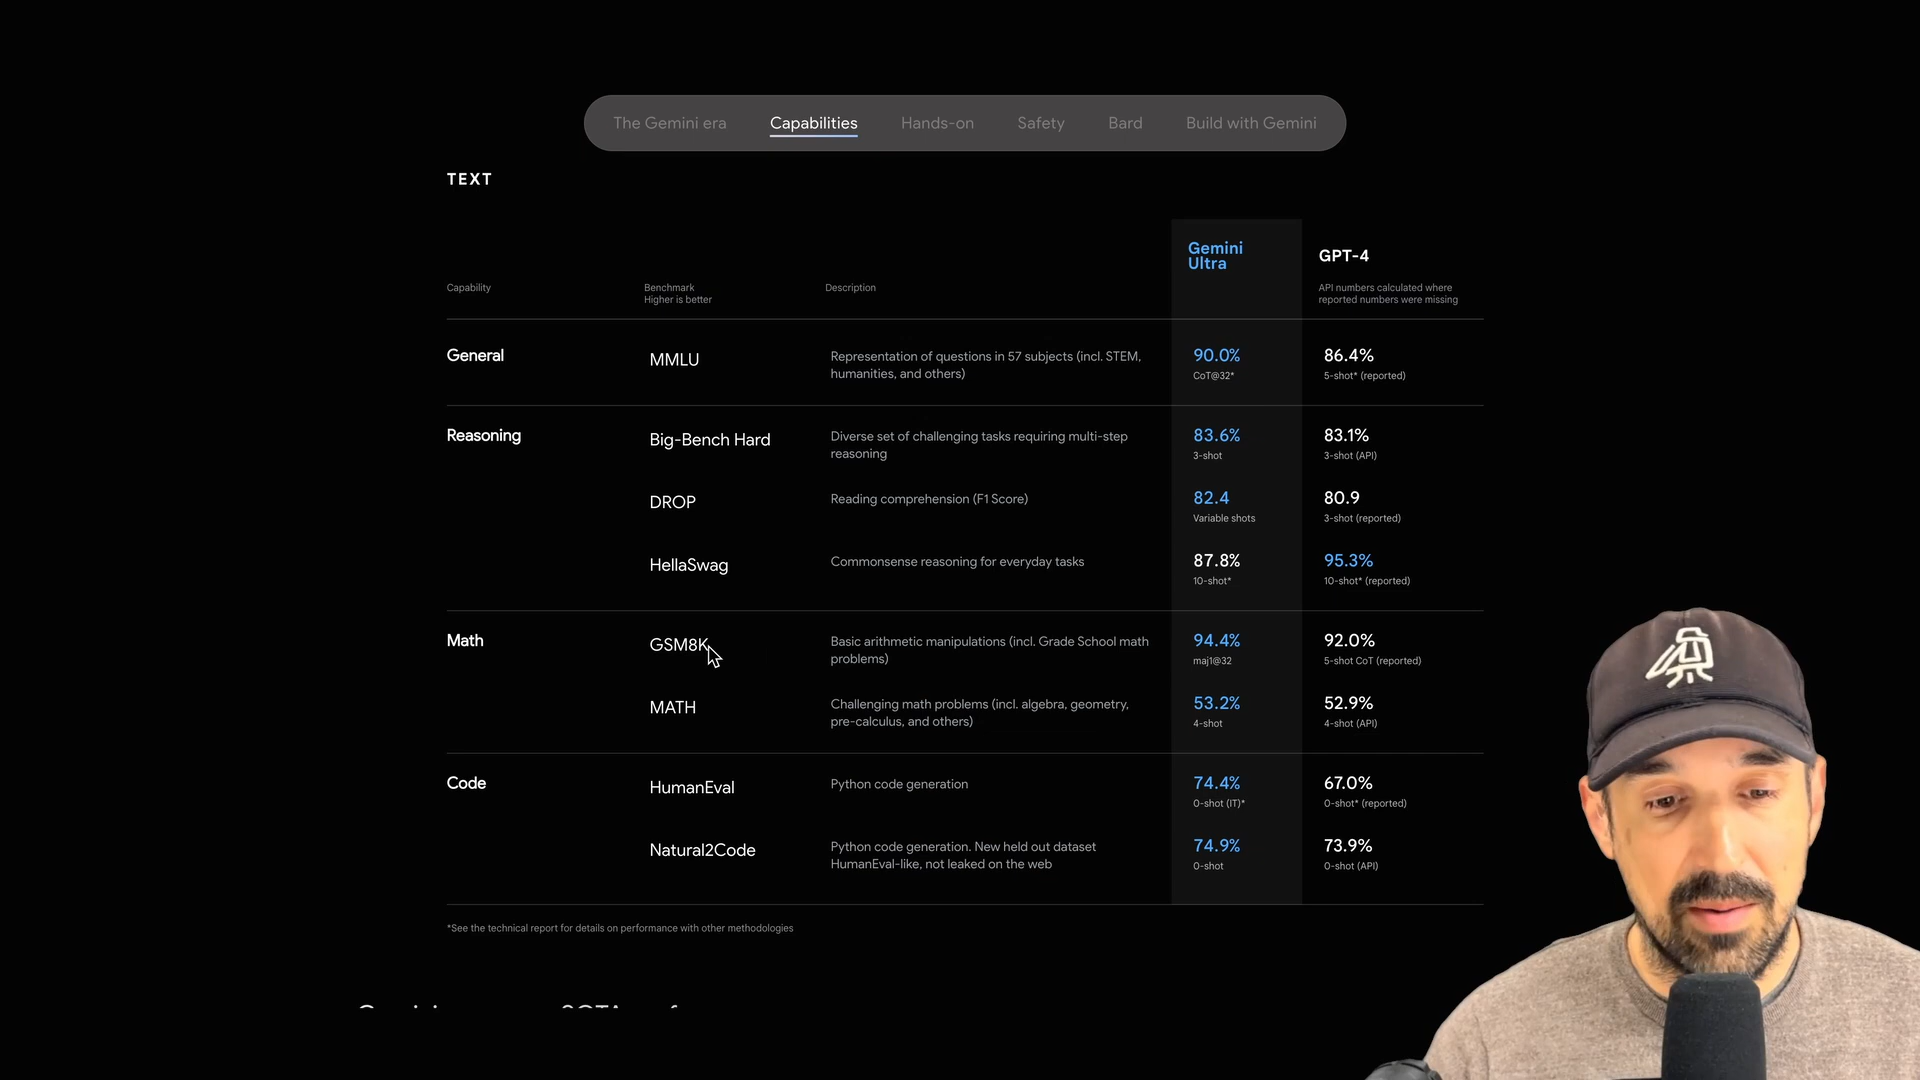 The Gemini era Capabilities Hands-on Safety Bard Build with Gemini
TEXT
Gemini
Ultra
GPT-4
Capability
Benchmark
Higher is better
Description
API numbers calculated where
reported numbers were missing
General
MMLU
Representation of questions in 57 subjects (incl. STEM,
humanities, and others)
90.0%
CoT@32*
86.4%
5-shot* (reported)
Reasoning
Big-Bench Hard
Diverse set of challenging tasks requiring multi-step
reasoning
83.6%
3-shot
83.1%
3-shot (API)
DROP
Reading comprehension (F1 Score)
82.4
Variable shots
80.9
3-shot (reported)
HellaSwag
Commonsense reasoning for everyday tasks
87.8%
10-shot*
95.3%
10-shot* (reported)
Math
GSM8K
Basic arithmetic manipulations (incl. Grade School math
problems)
94.4%
maj1@32
92.0%
5-shot CoT (reported)
MATH
Challenging math problems (incl. algebra, geometry,
pre-calculus, and others)
53.2%
4-shot
52.9%
4-shot (API)
Code
HumanEval
Python code generation
74.4%
0-shot (IT)*
67.0%
0-shot* (reported)
Natural2Code
Python code generation. New held out dataset
HumanEval-like, not leaked on the web
74.9%
0-shot
73.9%
0-shot (API)
*See the technical report for details on performance with other methodologies